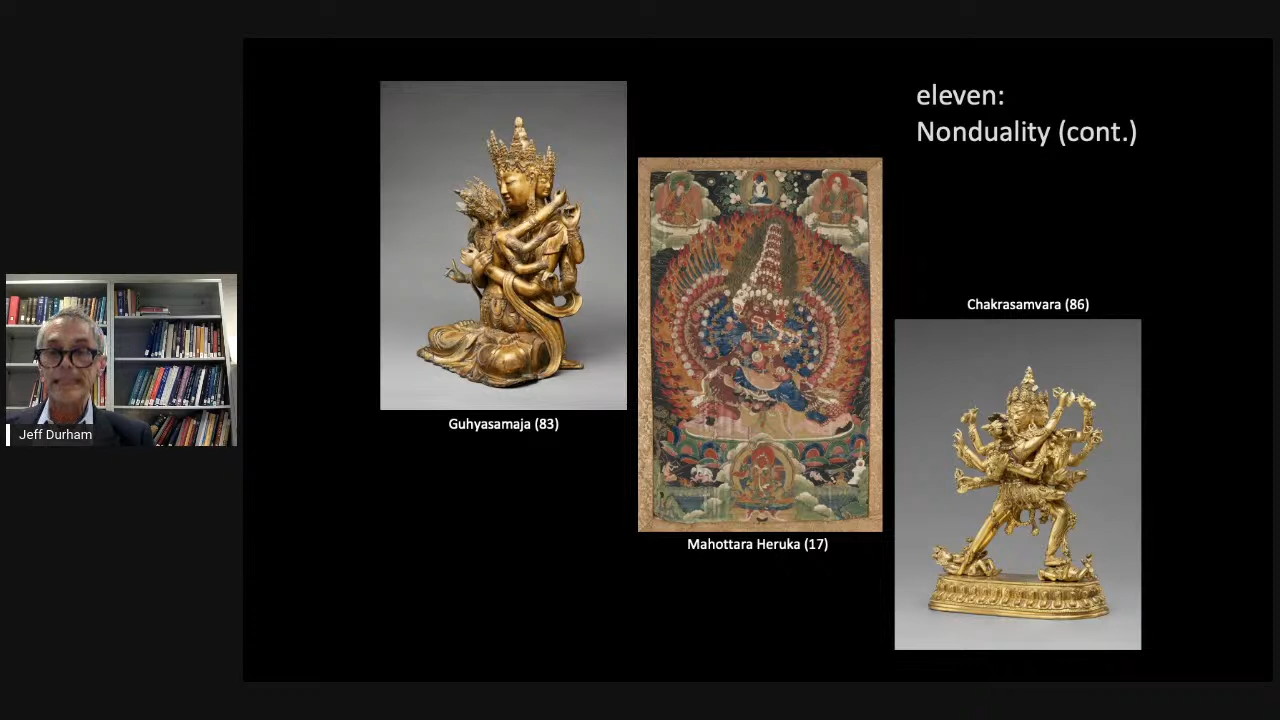 eleven:
Nonduality (cont.)
Chakrasamvara (86)
Guhyasamaja (83)
Jeff Durham
Mahottara Heruka (17)